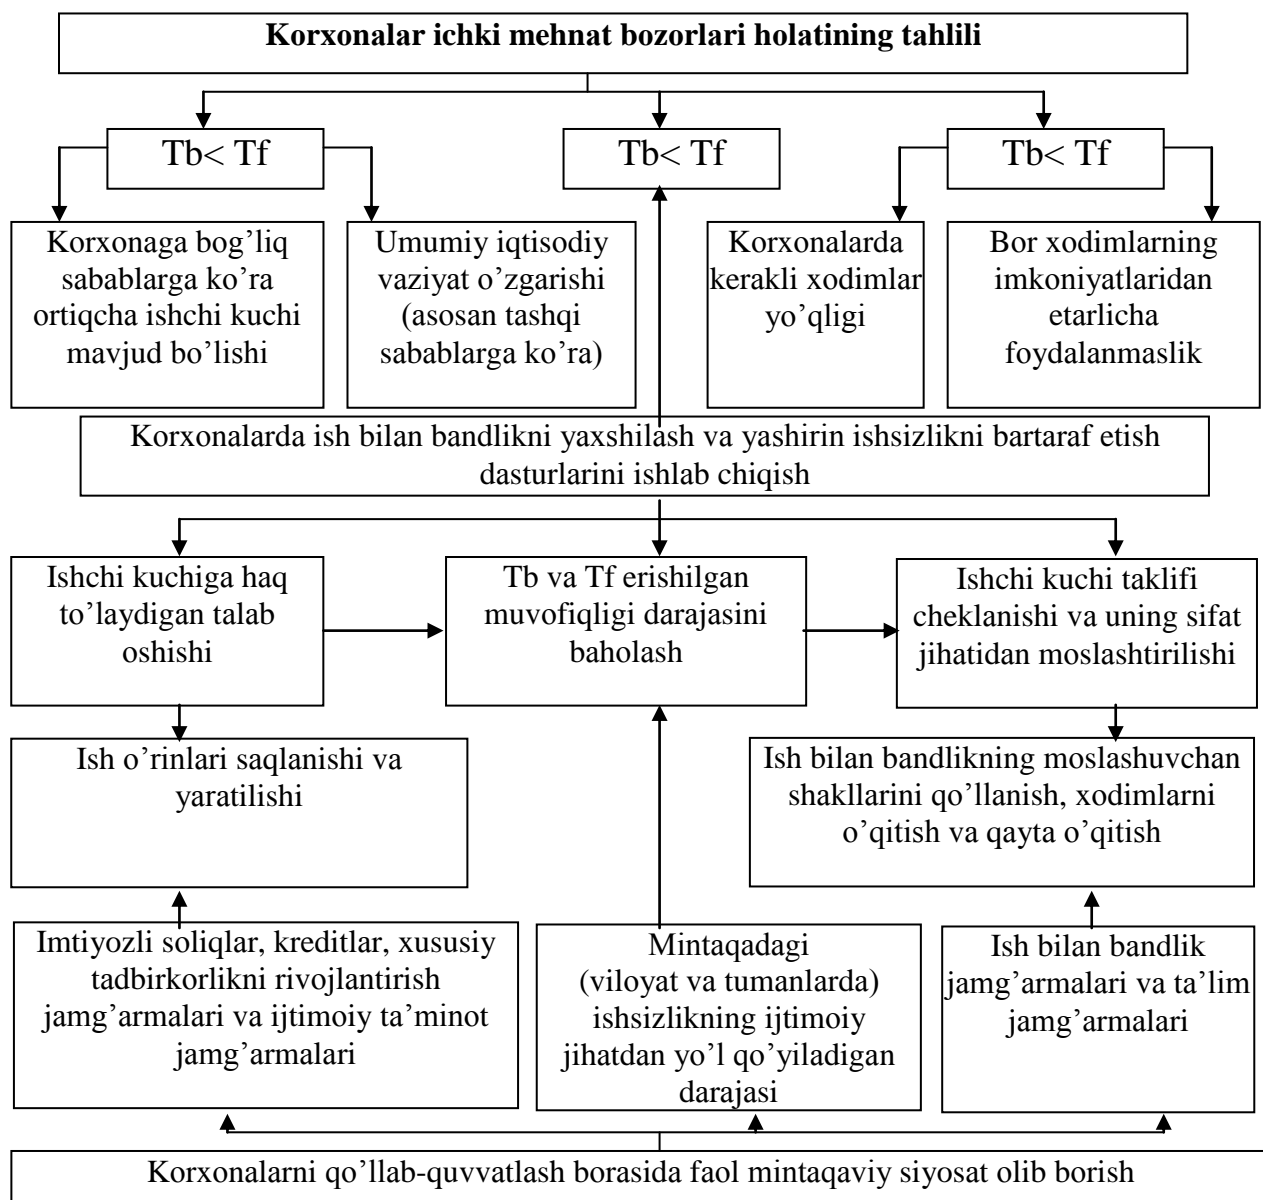 Korxonalar ichki mehnat bozorlari holatining tahlili
Tb< Tf
Tb< Tf
Tb< Tf
Korxonaga bog’liq
sabablarga ko’ra
ortiqcha ishchi kuchi
mavjud bo’lishi
Umumiy iqtisodiy
vaziyat o’zgarishi
(asosan tashqi
sabablarga ko’ra)
Korxonalarda
kerakli xodimlar
yo’qligi
Bor xodimlarning
imkoniyatlaridan
etarlicha
foydalanmaslik
Korxonalarda ish bilan bandlikni yaxshilash va yashirin ishsizlikni bartaraf etish
dasturlarini ishlab chiqish
Ishchi kuchiga haq
to’laydigan talab
oshishi
Tb va Tf erishilgan
muvofiqligi darajasini
baholash
Ishchi kuchi taklifi
cheklanishi va uning sifat
jihatidan moslashtirilishi
Ish o’rinlari saqlanishi va
yaratilishi
Ish bilan bandlikning moslashuvchan
shakllarini qo’llanish, xodimlarni
o’qitish va qayta o’qitish
Imtiyozli soliqlar, kreditlar, xususiy
tadbirkorlikni rivojlantirish
jamg’armalari va ijtimoiy ta’minot
jamg’armalari
Mintaqadagi
(viloyat va tumanlarda)
ishsizlikning ijtimoiy
jihatdan yo’l qo’yiladigan
darajasi
Ish bilan bandlik
jamg’armalari va ta’lim
jamg’armalari
Korxonalarni qo’llab-quvvatlash borasida faol mintaqaviy siyosat olib borish